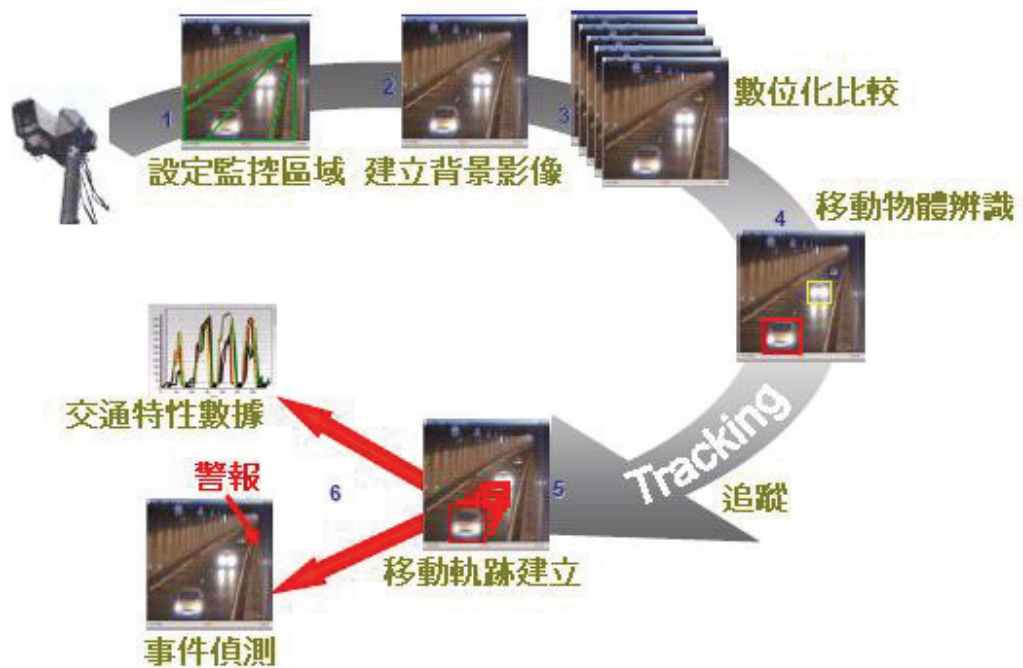 1
設定監控區域
2
建立背景影像
3
數位化比較
4
移動物體辨識
Tracking
追蹤
5
移動軌跡建立
6
交通特性數據
警報
事件偵測